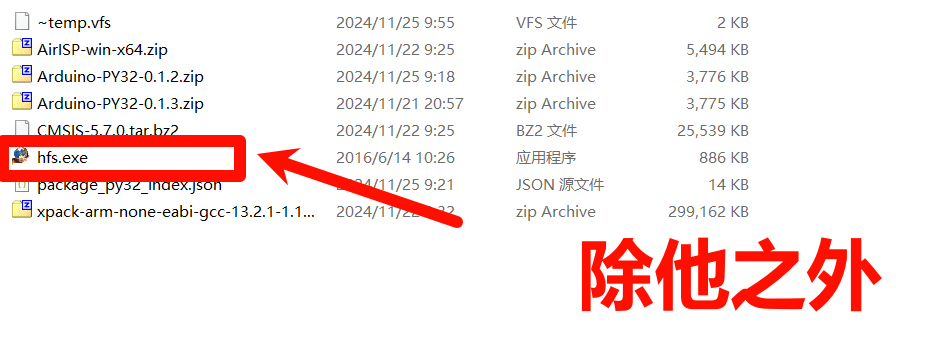 ~temp.vfs 2024/11/25 9:55 VFS 文件 2 KB
AirISP-win-x64.zip 2024/11/22 9:25 zip Archive 5,494 KB
Arduino-PY32-0.1.2.zip 2024/11/25 9:18 zip Archive 3,776 KB
Arduino-PY32-0.1.3.zip 2024/11/21 20:57 zip Archive 3,775 KB
CMSIS-5.7.0.tar.bz2 2024/11/22 9:25 BZ2 文件 25,539 KB
hfs.exe 2016/6/14 10:26 应用程序 886 KB
package_py32_index.json 2024/11/25 9:21 JSON 源文件 14 KB
xpack-arm-none-eabi-gcc-13.2.1-1.1... 2024/11/22 zip Archive 299,162 KB
除他之外